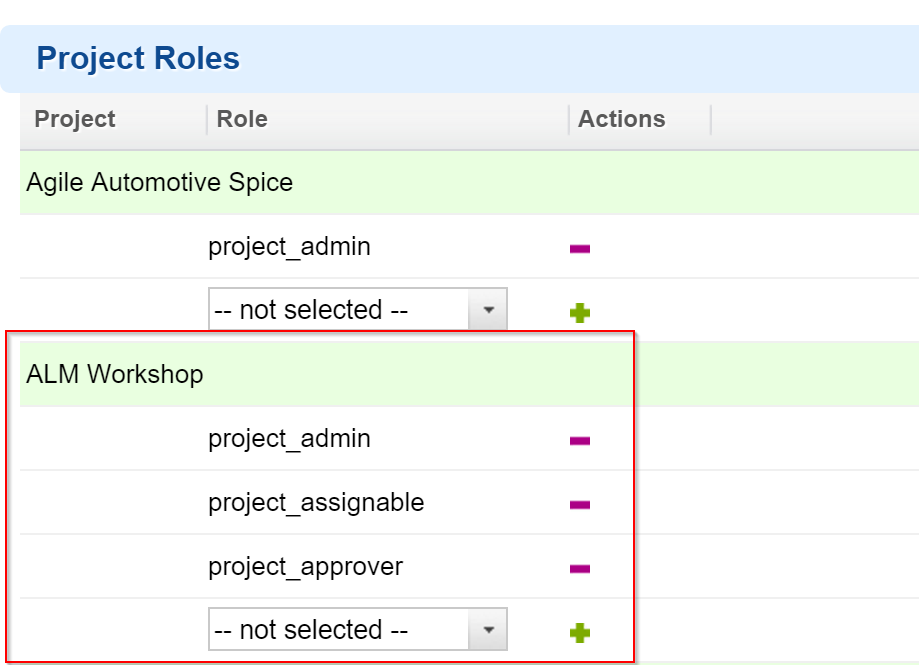 Project Roles
Project Role Actions
Agile Automotive Spice
project_admin
-- not selected --
ALM Workshop
project_admin
project_assignable
project_approver
-- not selected --